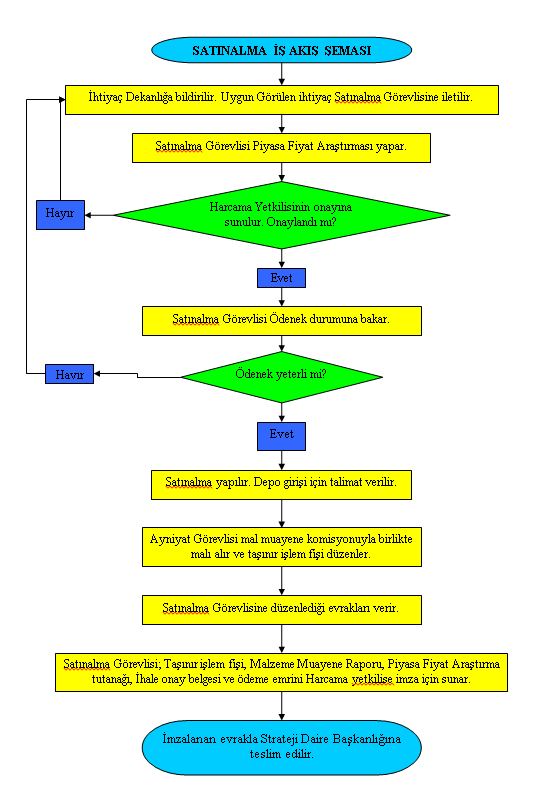 SATINALMA İŞ AKIŞ ŞEMASI
İhtiyaç Dekanlığa bildirilir. Uygun Görülen ihtiyaç Satınalma Görevlisine iletilir.
Satınalma Görevlisi Piyasa Fiyat Araştırması yapar.
Harcama Yetkilisinin onayına
sunulur. Onaylandı mı?
Hayır
Evet
Satınalma Görevlisi Ödenek durumuna bakar.
Ödenek yeterli mi?
Hayır
Evet
Satınalma yapılır. Depo girişi için talimat verilir.
Ayniyat Görevlisi mal muayene komisyonuyla birlikte
malı alır ve taşınır işlem fişi düzenler.
Satınalma Görevlisine düzenlediği evrakları verir.
Satınalma Görevlisi; Taşınır işlem fişi, Malzeme Muayene Raporu, Piyasa Fiyat Araştırma
tutanağı, İhale onay belgesi ve ödeme emrini Harcama yetkilise imza için sunar.
İmzalanan evrakla Strateji Daire Başkanlığına
teslim edilir.